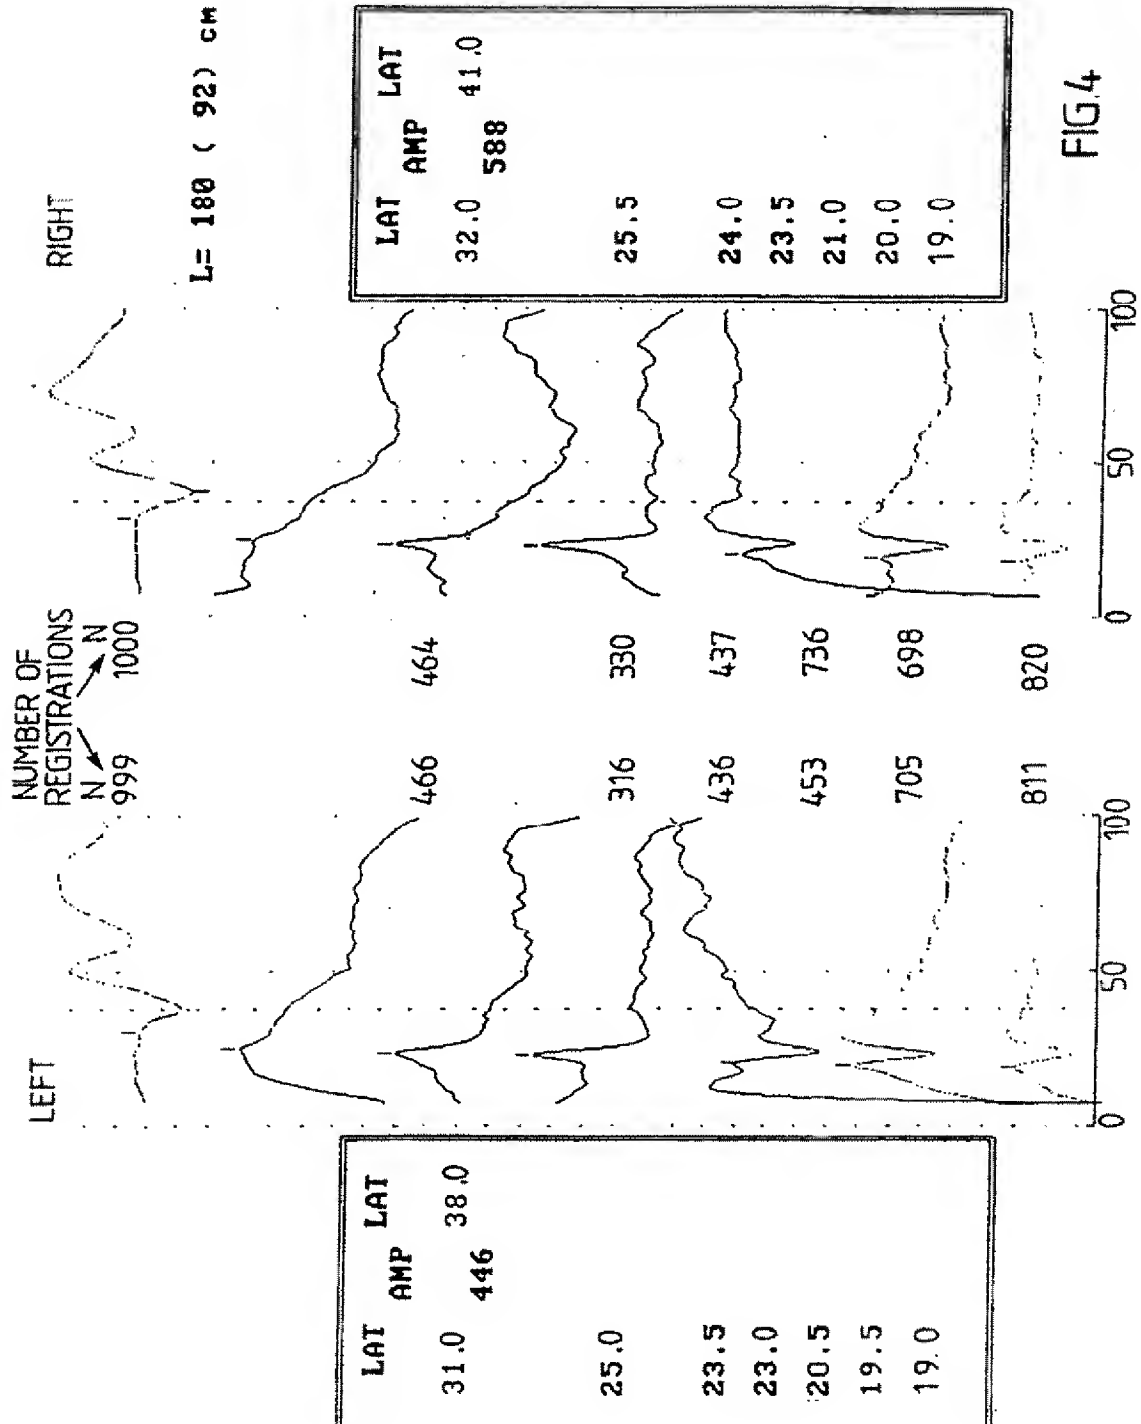 LEFT
NUMBER OF
REGISTRATIONS
N N
999 1000
466 464
316 330
436 437
453 736
705 698
811 820
RIGHT
L= 180 ( 92) cm
0 50 100
0 50 100
LAT AMP LAT
31.0 446 38.0
25.0
23.5
23.0
20.5
19.5
19.0
LAT AMP LAT
32.0 588 41.0
25.5
24.0
23.5
21.0
20.0
19.0
FIG.4